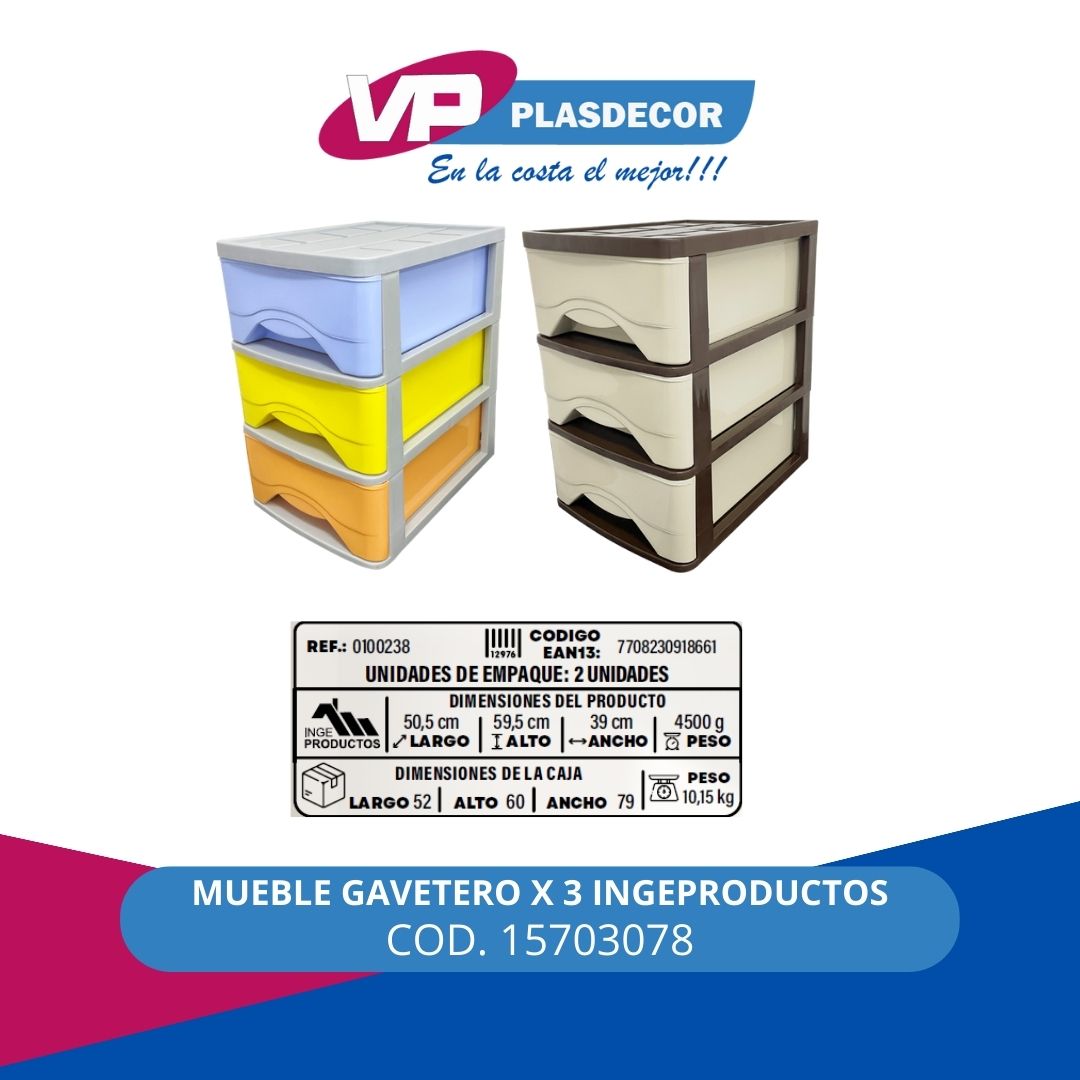 VP PLASDECOR
En la costa el mejor!!!
REF.: 0100238
12976
CODIGO
EAN13:
7708230918661
UNIDADES DE EMPAQUE: 2 UNIDADES
DIMENSIONES DEL PRODUCTO
INGE
PRODUCTOS
50,5 cm
LARGO
59,5 cm
ALTO
39 cm
ANCHO
4500 g
PESO
DIMENSIONES DE LA CAJA
LARGO 52
ALTO 60
ANCHO 79
PESO
10,15 kg
MUEBLE GAVETERO X 3 INGEPRODUCTOS
COD. 15703078